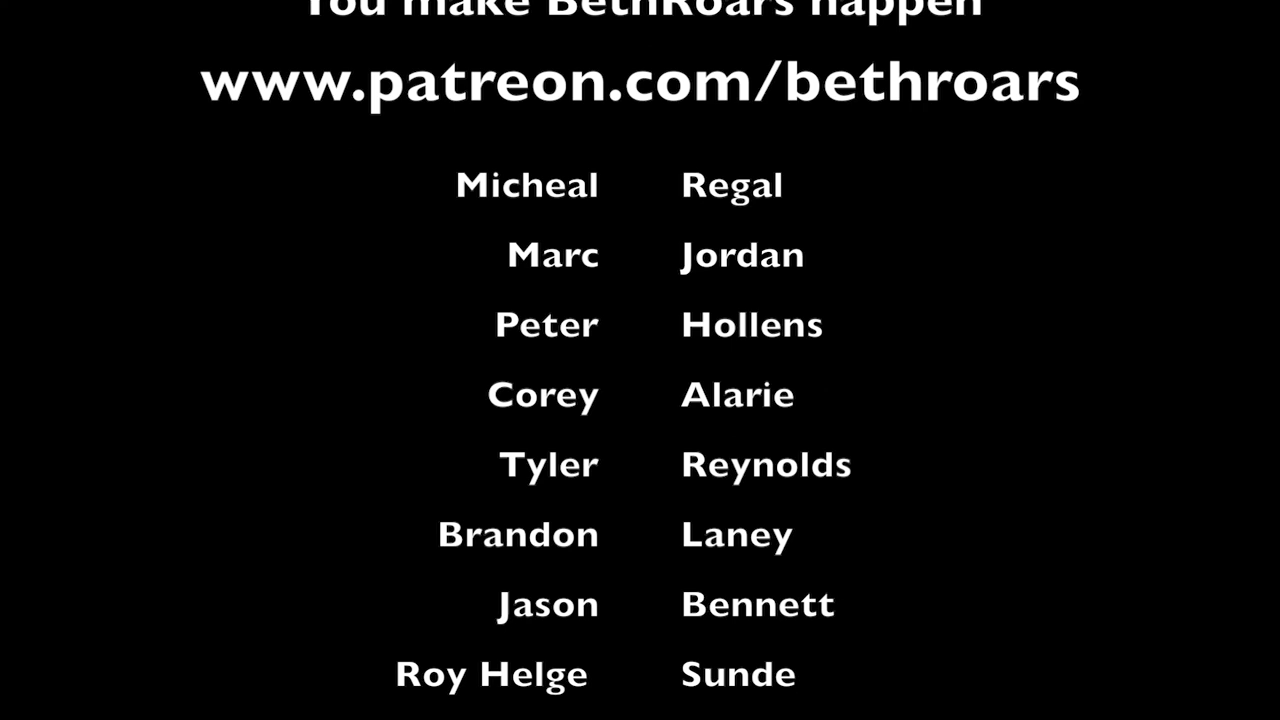 You make BethRoars happen
www.patreon.com/bethroars
Micheal Regal
Marc Jordan
Peter Hollens
Corey Alarie
Tyler Reynolds
Brandon Laney
Jason Bennett
Roy Helge Sunde